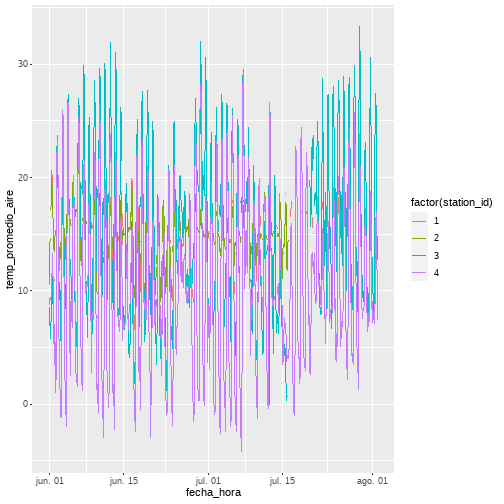 30
20
10
0
temp_promedio_aire
jun. 01
jun. 15
jul. 01
jul. 15
ago. 01
fecha_hora
factor(station_id)
1
2
3
4